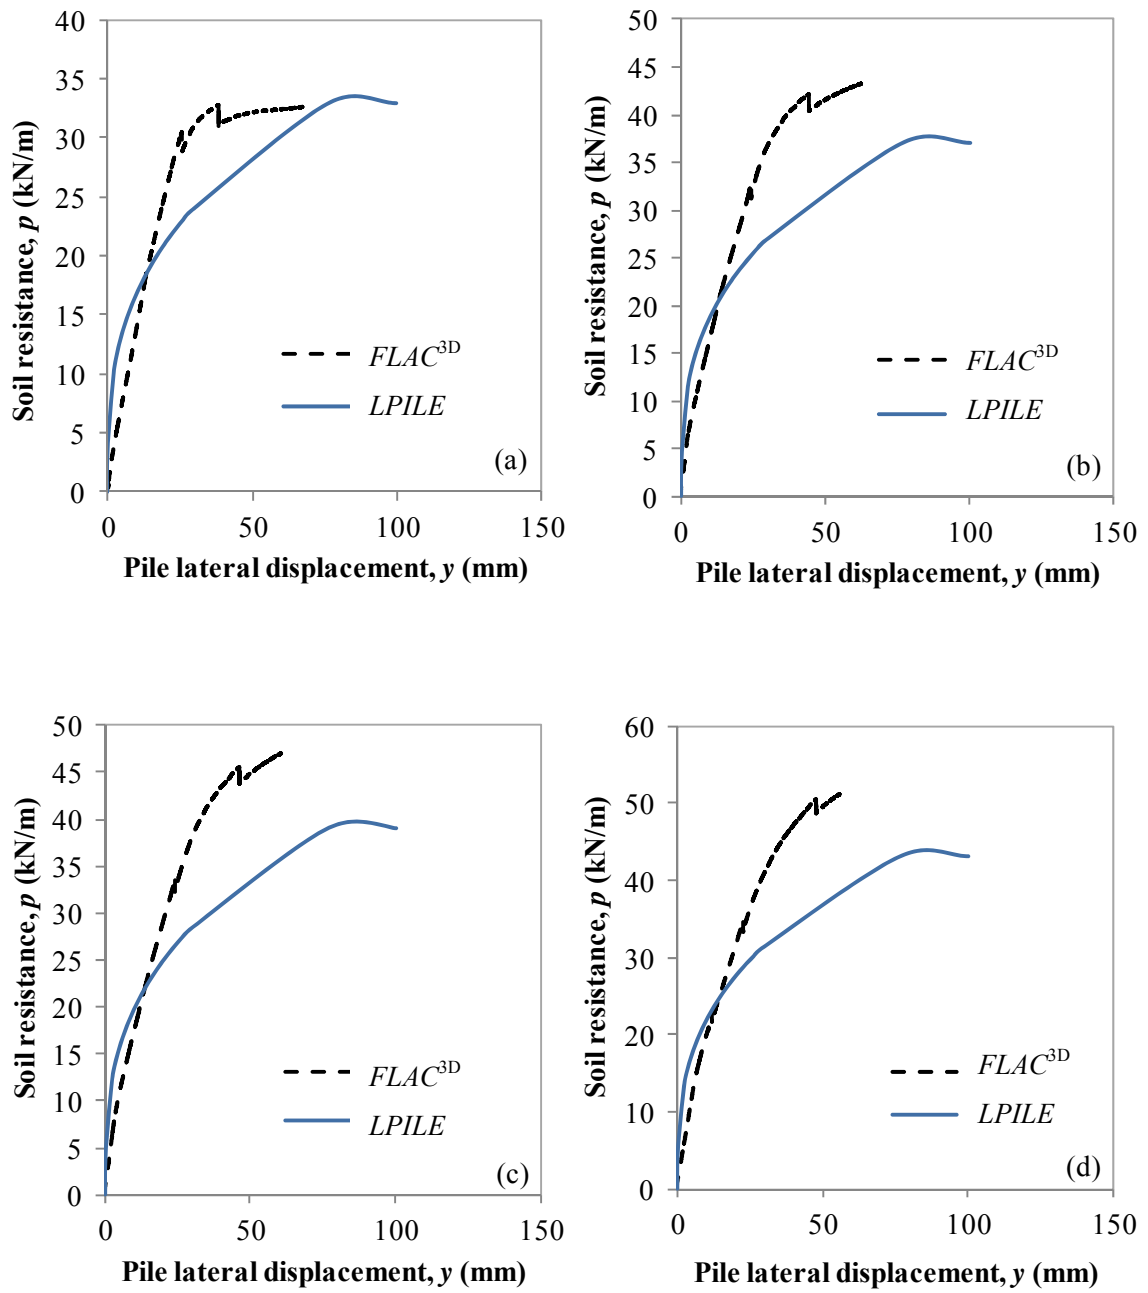 40
35
30
25
20
15
10
5
0
Soil resistance, p (kN/m)
FLAC3D
LPILE
(a)
0 50 100 150
Pile lateral displacement, y (mm)
50
45
40
35
30
25
20
15
10
5
0
Soil resistance, p (kN/m)
FLAC3D
LPILE
(b)
0 50 100 150
Pile lateral displacement, y (mm)
50
45
40
35
30
25
20
15
10
5
0
Soil resistance, p (kN/m)
FLAC3D
LPILE
(c)
0 50 100 150
Pile lateral displacement, y (mm)
60
50
40
30
20
10
0
Soil resistance, p (kN/m)
FLAC3D
LPILE
(d)
0 50 100 150
Pile lateral displacement, y (mm)